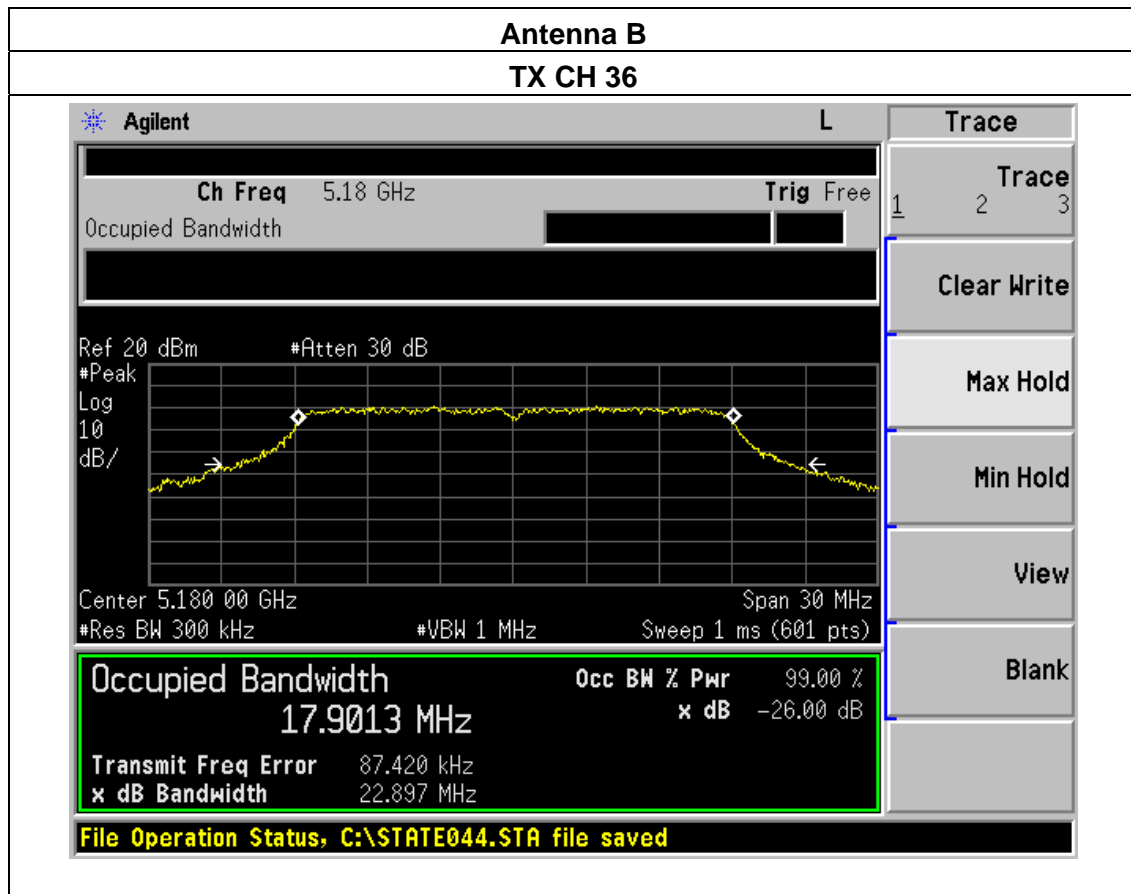 Antenna B
TX CH 36
Agilent L Trace
Ch Freq 5.18 GHz Trig Free
Occupied Bandwidth
Trace
1 2 3
Clear Write
Max Hold
Min Hold
View
Blank
Ref 20 dBm #Atten 30 dB
#Peak
Log
10
dB/
Center 5.180 00 GHz Span 30 MHz
#Res BW 300 kHz #VBW 1 MHz Sweep 1 ms (601 pts)
Occupied Bandwidth Occ BW % Pwr 99.00 %
17.9013 MHz x dB -26.00 dB
Transmit Freq Error 87.420 kHz
x dB Bandwidth 22.897 MHz
File Operation Status, C:\STATE044.STA file saved